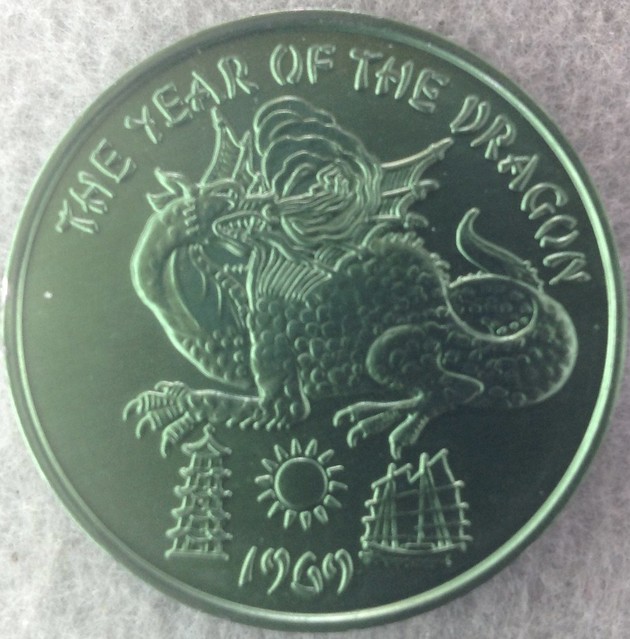 THE YEAR OF THE DRAGON
1969